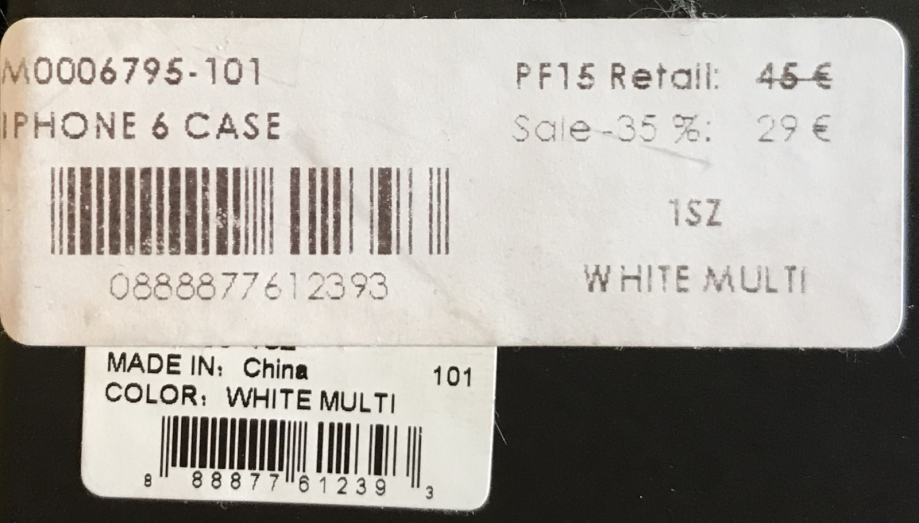 M0006795-101
IPHONE 6 CASE
0888877612393
PF15 Retail: 45 €
Sale -35 %: 29 €
1SZ
WHITE MULTI
MADE IN: China 101
COLOR: WHITE MULTI
8 88877 61239 3